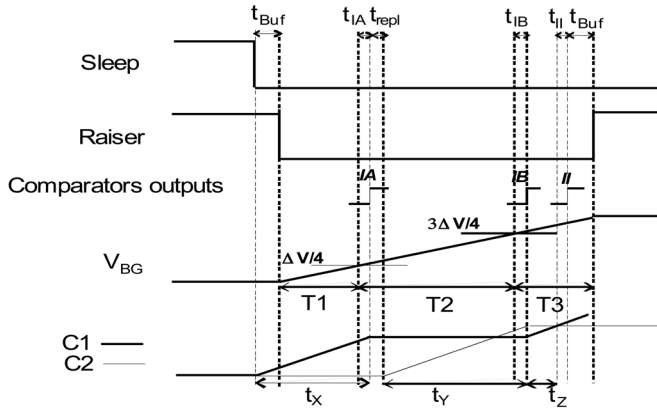 tBuf tIA trepl tIB tII tBuf
Sleep
Raiser
Comparators outputs IA IB II
ΔV/4 3ΔV/4
VBG
T1 T2 T3
C1
C2
tX tY tZ